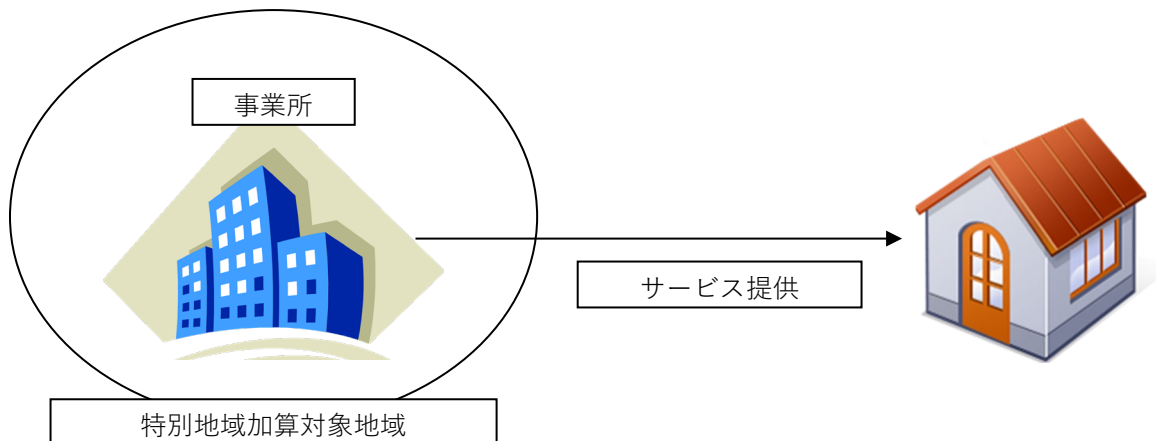 事業所
サービス提供
特別地域加算対象地域